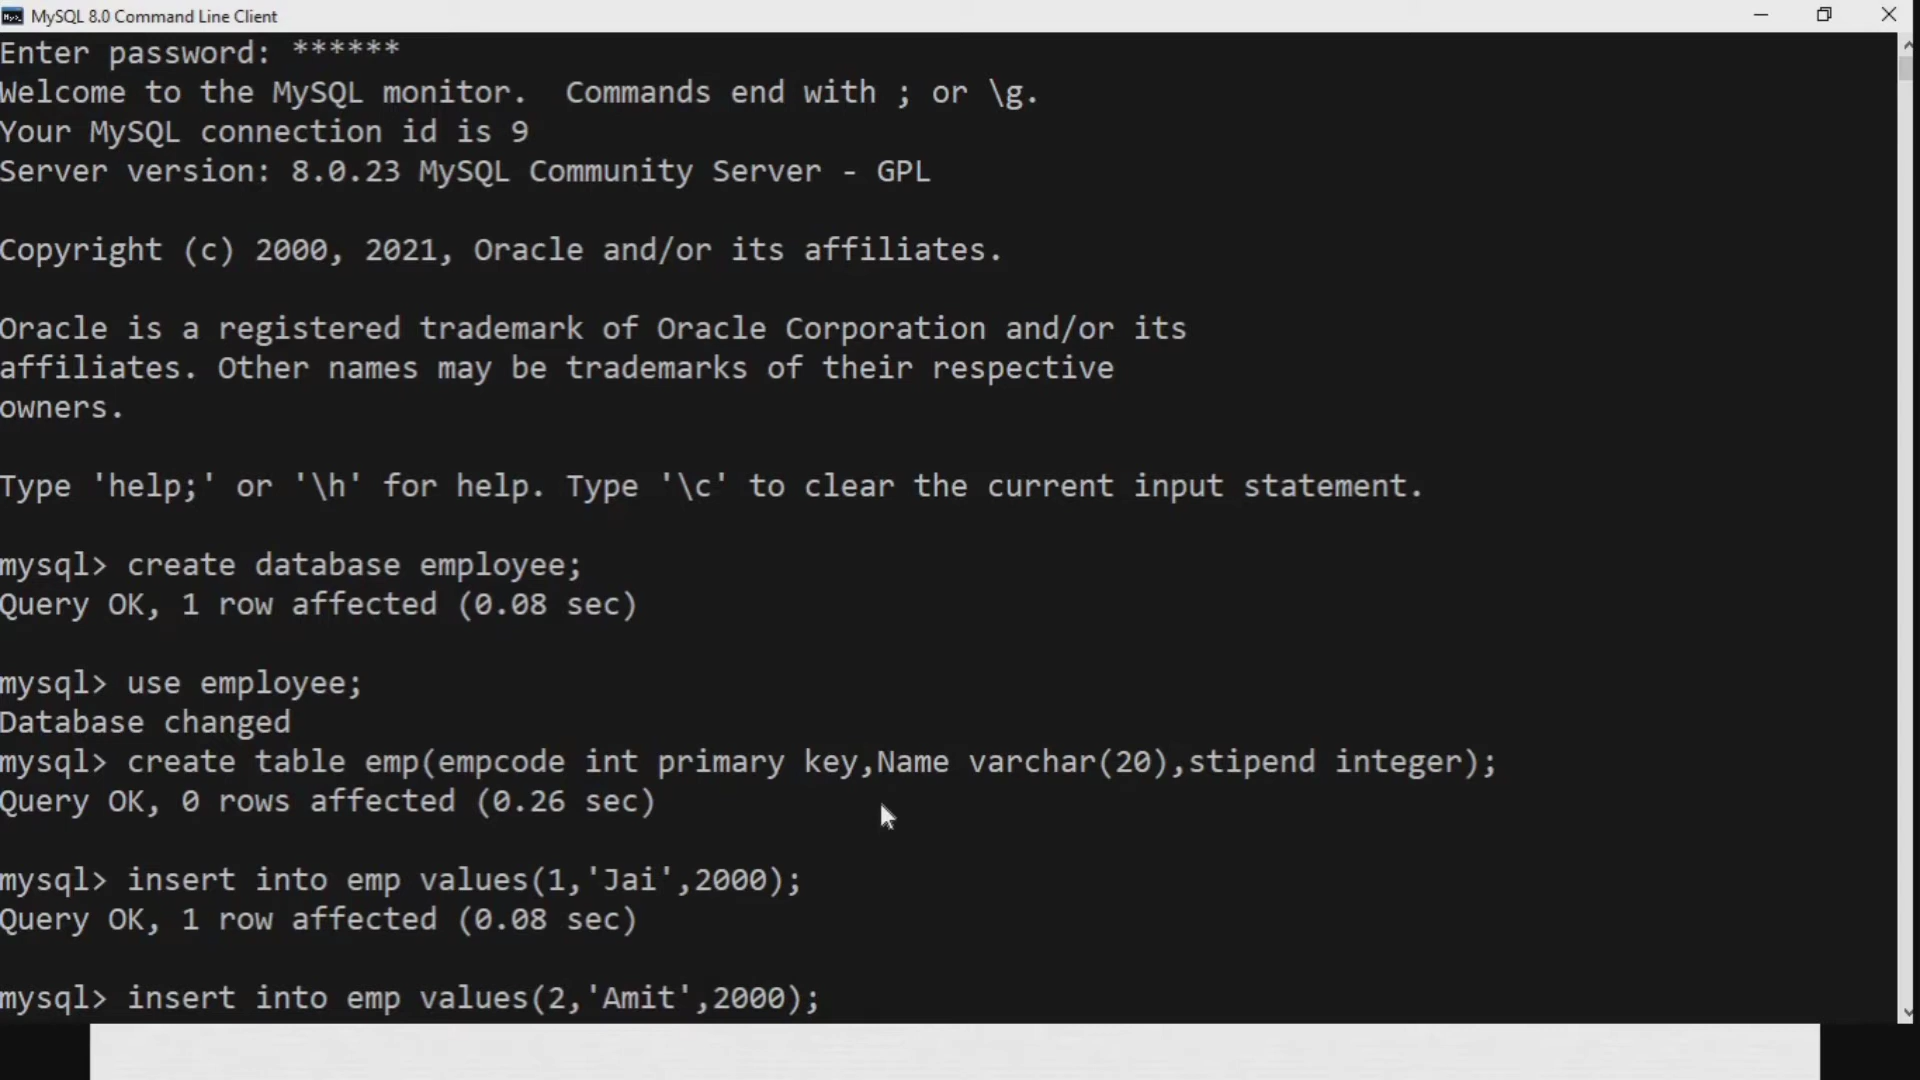 MySQL 8.0 Command Line Client
Enter password: ******
Welcome to the MySQL monitor.  Commands end with ; or \g.
Your MySQL connection id is 9
Server version: 8.0.23 MySQL Community Server - GPL
Copyright (c) 2000, 2021, Oracle and/or its affiliates.
Oracle is a registered trademark of Oracle Corporation and/or its
affiliates. Other names may be trademarks of their respective
owners.
Type 'help;' or '\h' for help. Type '\c' to clear the current input statement.
mysql> create database employee;
Query OK, 1 row affected (0.08 sec)
mysql> use employee;
Database changed
mysql> create table emp(empcode int primary key,Name varchar(20),stipend integer);
Query OK, 0 rows affected (0.26 sec)
mysql> insert into emp values(1,'Jai',2000);
Query OK, 1 row affected (0.08 sec)
mysql> insert into emp values(2,'Amit',2000);